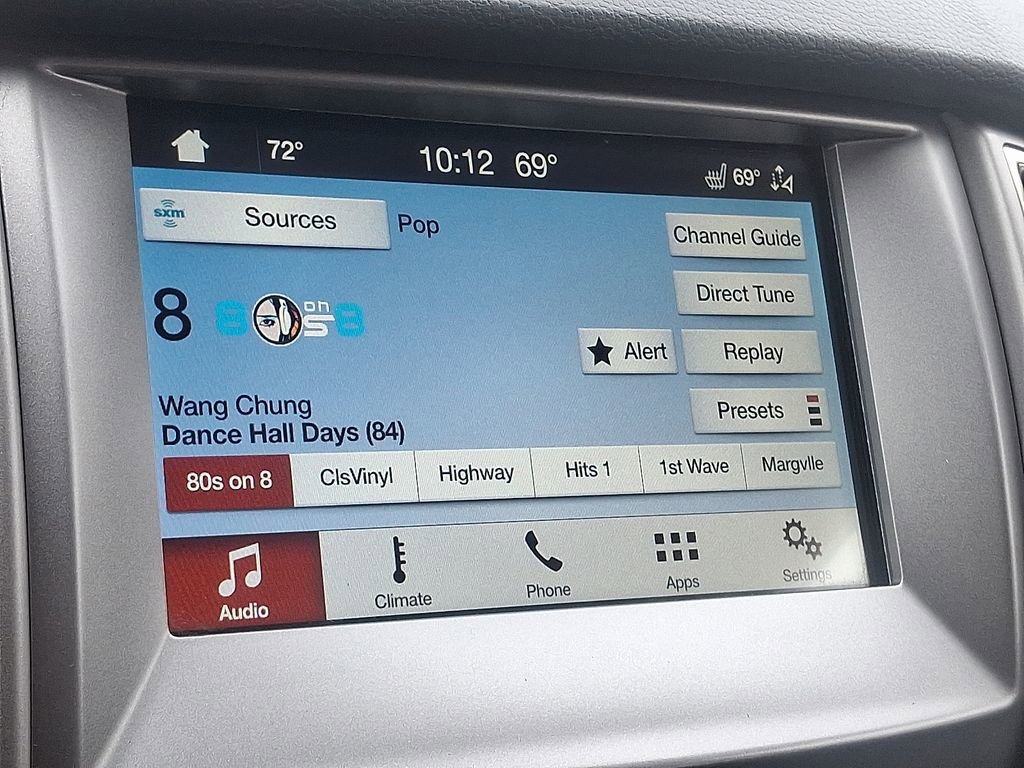 72° 10:12 69° 69°
sxm Sources Pop Channel Guide
Direct Tune
8 8 on 8
Alert Replay
Wang Chung
Presets
Dance Hall Days (84)
80s on 8 ClsVinyl Highway Hits 1 1st Wave Margvlle
Audio Climate Phone Apps Settings